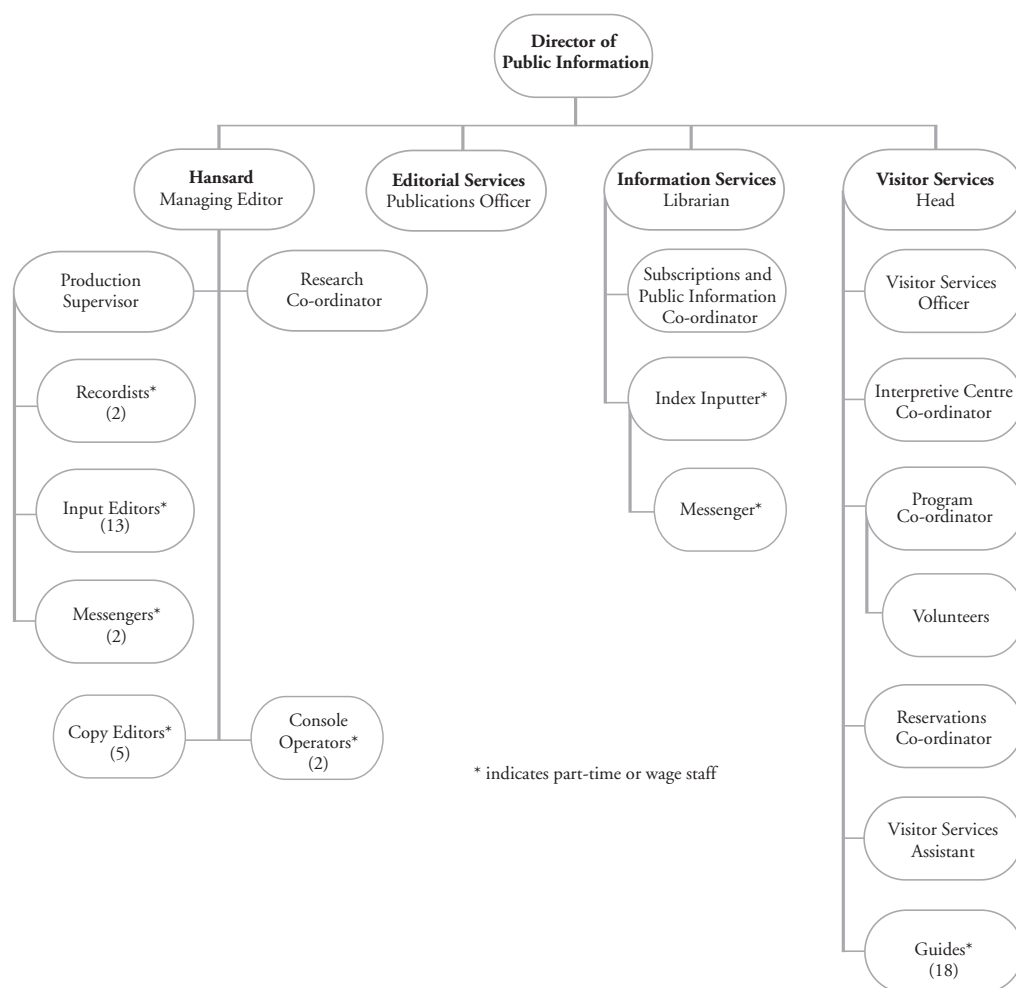 Director of
Public Information
Hansard
Managing Editor
Editorial Services
Publications Officer
Information Services
Librarian
Visitor Services
Head
Production
Supervisor
Research
Co-ordinator
Subscriptions and
Public Information
Co-ordinator
Visitor Services
Officer
Recordists*
(2)
Index Inputter*
Interpretive Centre
Co-ordinator
Input Editors*
(13)
Messenger*
Program
Co-ordinator
Messengers*
(2)
Volunteers
Copy Editors*
(5)
Console
Operators*
(2)
Reservations
Co-ordinator
* indicates part-time or wage staff
Visitor Services
Assistant
Guides*
(18)